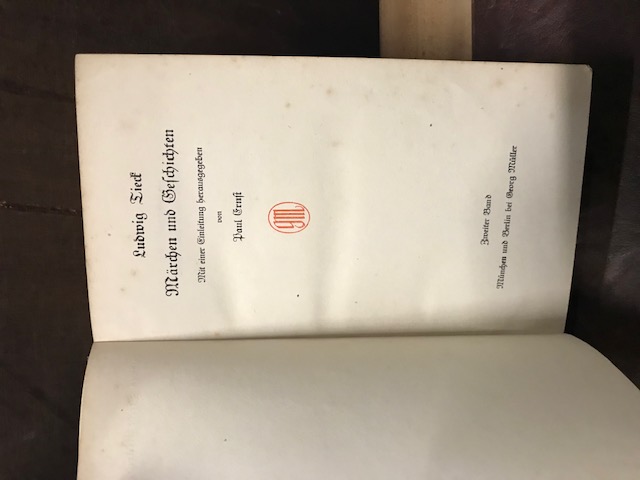 Ludwig Tieck
Märchen und Geschichten
Mit einer Einleitung herausgegeben
von
Paul Ernst
GM
Zweiter Band
München und Berlin bei Georg Müller